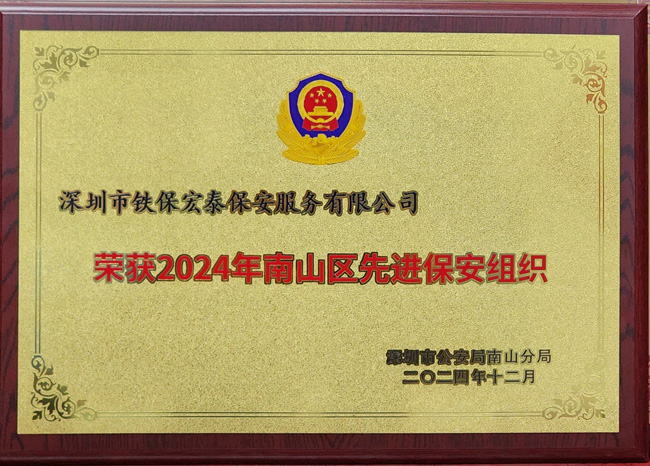 深圳市铁保宏泰保安服务有限公司
荣获2024年南山区先进保安组织
深圳市公安局南山分局
二〇二四年十二月